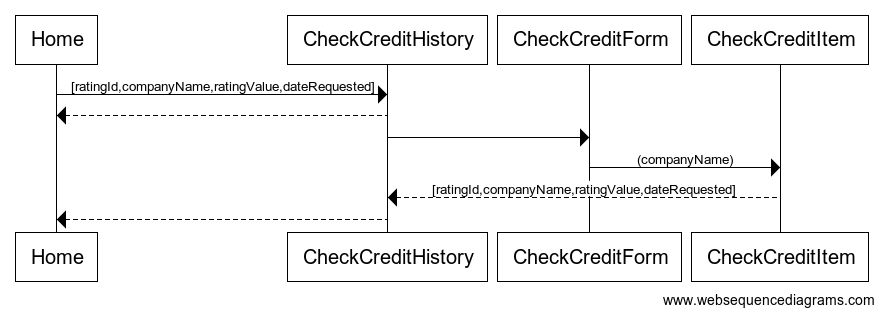 Home
CheckCreditHistory
CheckCreditForm
CheckCreditItem
[ratingId,companyName,ratingValue,dateRequested]
(companyName)
[ratingId,companyName,ratingValue,dateRequested]
Home
CheckCreditHistory
CheckCreditForm
CheckCreditItem
www.websequencediagrams.com